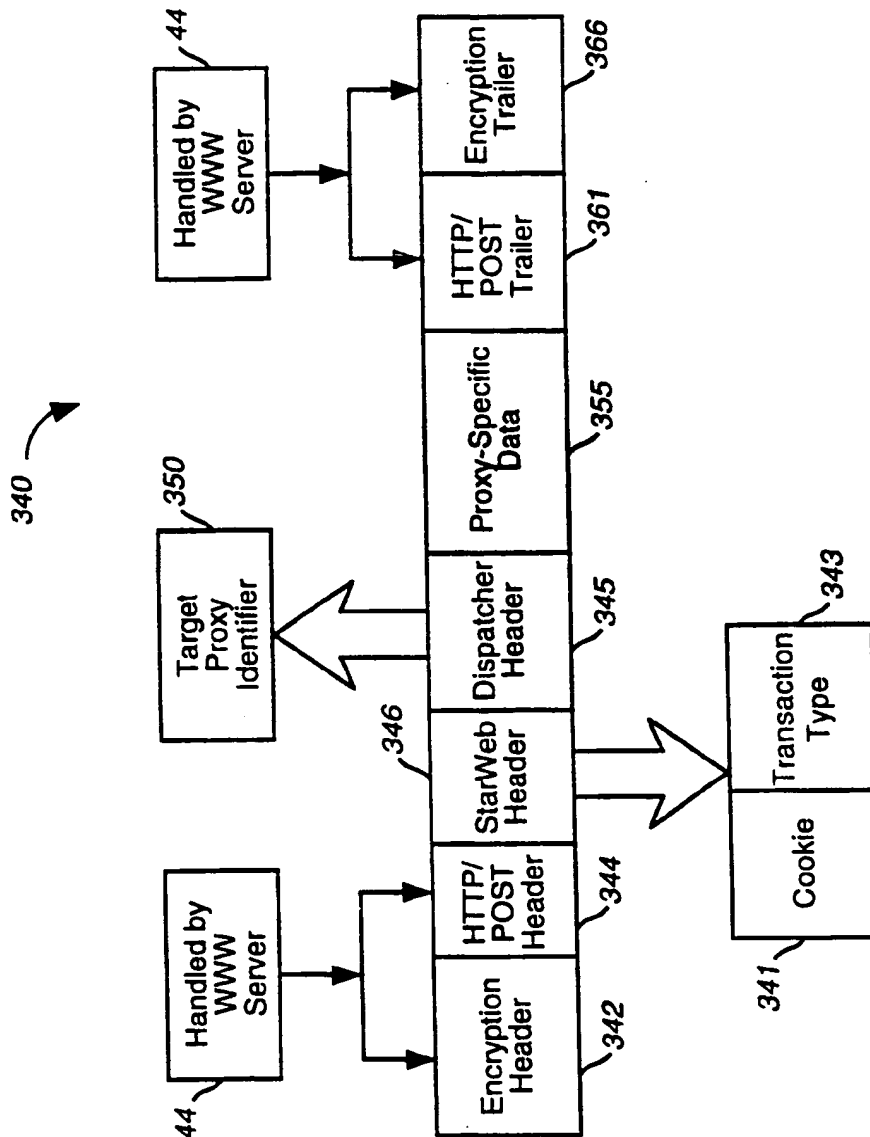 340
44
Handled by
WWW
Server
350
Target
Proxy
Identifier
44
Handled by
WWW
Server
346
Encryption
Header
HTTP/
POST
Header
StarWeb
Header
Dispatcher
Header
Proxy-Specific
Data
HTTP/
POST
Trailer
Encryption
Trailer
342
344
345
355
361
366
341
Cookie
Transaction
Type
343